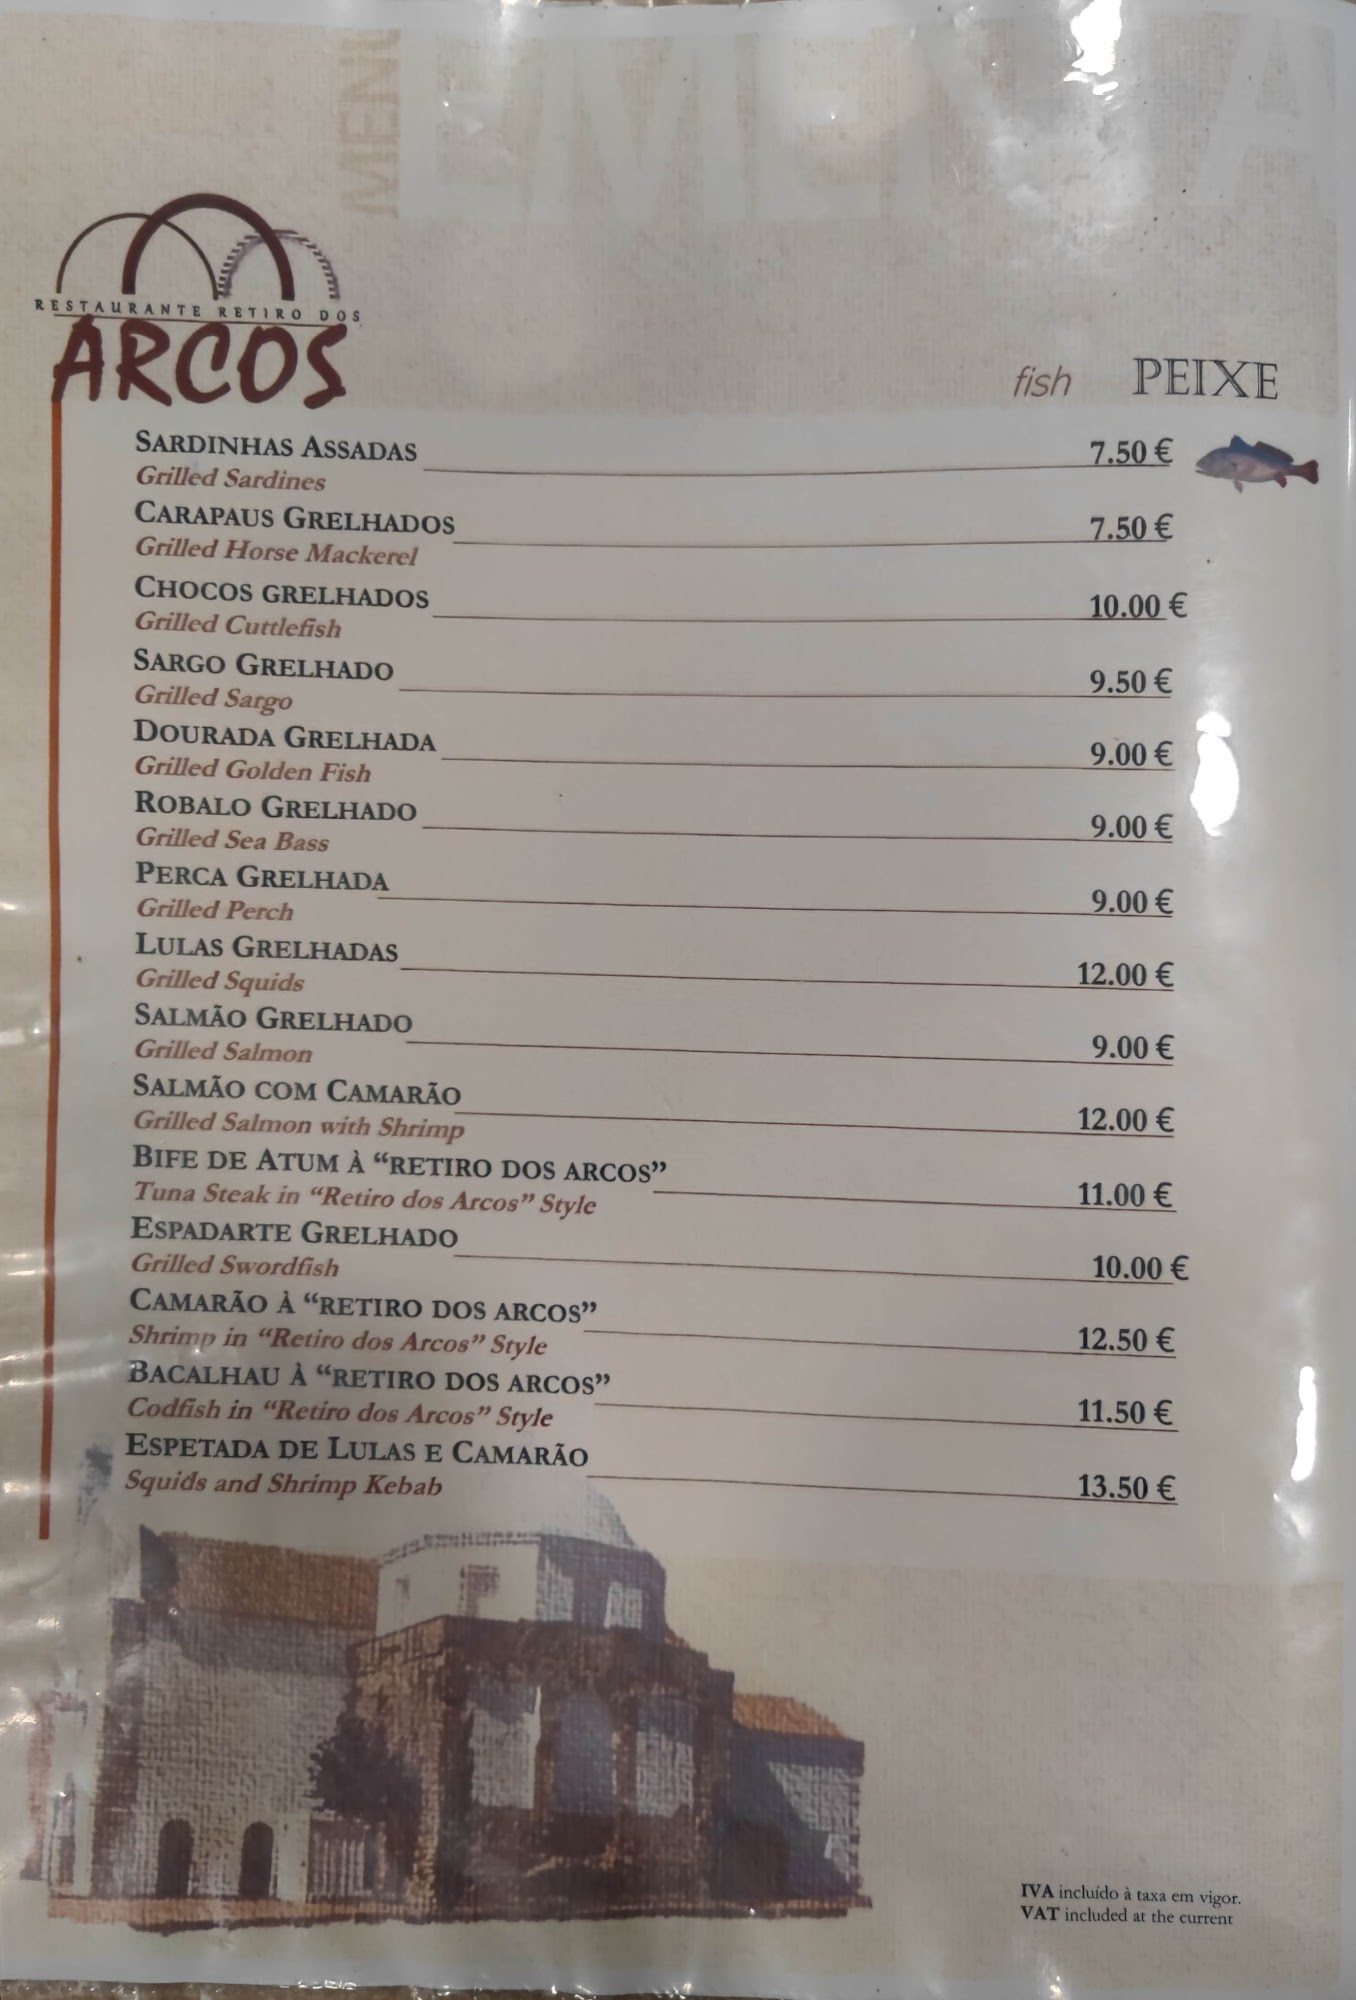 EMENTA
MENU
RESTAURANTE RETIRO DOS
ARCOS
fish PEIXE
SARDINHAS ASSADAS 7.50 €
Grilled Sardines
CARAPAUS GRELHADOS 7.50 €
Grilled Horse Mackerel
CHOCOS GRELHADOS 10.00 €
Grilled Cuttlefish
SARGO GRELHADO 9.50 €
Grilled Sargo
DOURADA GRELHADA 9.00 €
Grilled Golden Fish
ROBALO GRELHADO 9.00 €
Grilled Sea Bass
PERCA GRELHADA 9.00 €
Grilled Perch
LULAS GRELHADAS 12.00 €
Grilled Squids
SALMÃO GRELHADO 9.00 €
Grilled Salmon
SALMÃO COM CAMARÃO 12.00 €
Grilled Salmon with Shrimp
BIFE DE ATUM À “RETIRO DOS ARCOS” 11.00 €
Tuna Steak in “Retiro dos Arcos” Style
ESPADARTE GRELHADO 10.00 €
Grilled Swordfish
CAMARÃO À “RETIRO DOS ARCOS” 12.50 €
Shrimp in “Retiro dos Arcos” Style
BACALHAU À “RETIRO DOS ARCOS” 11.50 €
Codfish in “Retiro dos Arcos” Style
ESPETADA DE LULAS E CAMARÃO 13.50 €
Squids and Shrimp Kebab
IVA incluído à taxa em vigor.
VAT included at the current